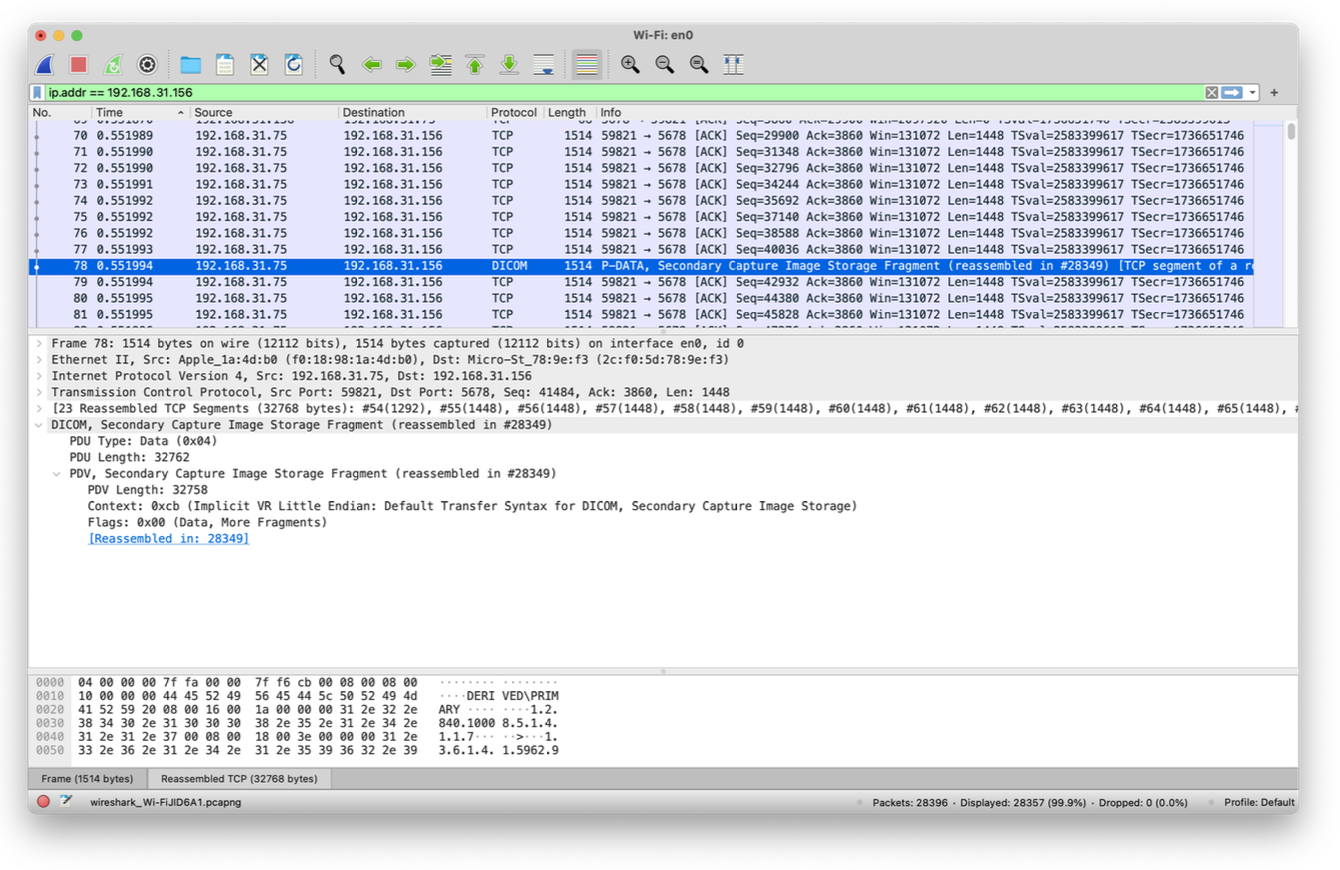 Wi-Fi: en0
ip.addr == 192.168.31.156
No. Time Source Destination Protocol Length Info
70 0.551989 192.168.31.75 192.168.31.156 TCP 1514 59821 → 5678 [ACK] Seq=29900 Ack=3860 Win=131072 Len=1448 TSval=2583399617 TSecr=1736651746
71 0.551990 192.168.31.75 192.168.31.156 TCP 1514 59821 → 5678 [ACK] Seq=31348 Ack=3860 Win=131072 Len=1448 TSval=2583399617 TSecr=1736651746
72 0.551990 192.168.31.75 192.168.31.156 TCP 1514 59821 → 5678 [ACK] Seq=32796 Ack=3860 Win=131072 Len=1448 TSval=2583399617 TSecr=1736651746
73 0.551991 192.168.31.75 192.168.31.156 TCP 1514 59821 → 5678 [ACK] Seq=34244 Ack=3860 Win=131072 Len=1448 TSval=2583399617 TSecr=1736651746
74 0.551992 192.168.31.75 192.168.31.156 TCP 1514 59821 → 5678 [ACK] Seq=35692 Ack=3860 Win=131072 Len=1448 TSval=2583399617 TSecr=1736651746
75 0.551992 192.168.31.75 192.168.31.156 TCP 1514 59821 → 5678 [ACK] Seq=37140 Ack=3860 Win=131072 Len=1448 TSval=2583399617 TSecr=1736651746
76 0.551992 192.168.31.75 192.168.31.156 TCP 1514 59821 → 5678 [ACK] Seq=38588 Ack=3860 Win=131072 Len=1448 TSval=2583399617 TSecr=1736651746
77 0.551993 192.168.31.75 192.168.31.156 TCP 1514 59821 → 5678 [ACK] Seq=40036 Ack=3860 Win=131072 Len=1448 TSval=2583399617 TSecr=1736651746
78 0.551994 192.168.31.75 192.168.31.156 DICOM 1514 P-DATA, Secondary Capture Image Storage Fragment (reassembled in #28349) [TCP segment of a r
79 0.551994 192.168.31.75 192.168.31.156 TCP 1514 59821 → 5678 [ACK] Seq=42932 Ack=3860 Win=131072 Len=1448 TSval=2583399617 TSecr=1736651746
80 0.551995 192.168.31.75 192.168.31.156 TCP 1514 59821 → 5678 [ACK] Seq=44380 Ack=3860 Win=131072 Len=1448 TSval=2583399617 TSecr=1736651746
81 0.551995 192.168.31.75 192.168.31.156 TCP 1514 59821 → 5678 [ACK] Seq=45828 Ack=3860 Win=131072 Len=1448 TSval=2583399617 TSecr=1736651746
Frame 78: 1514 bytes on wire (12112 bits), 1514 bytes captured (12112 bits) on interface en0, id 0
Ethernet II, Src: Apple_1a:4d:b0 (f0:18:98:1a:4d:b0), Dst: Micro-St_78:9e:f3 (2c:f0:5d:78:9e:f3)
Internet Protocol Version 4, Src: 192.168.31.75, Dst: 192.168.31.156
Transmission Control Protocol, Src Port: 59821, Dst Port: 5678, Seq: 41484, Ack: 3860, Len: 1448
[23 Reassembled TCP Segments (32768 bytes): #54(1292), #55(1448), #56(1448), #57(1448), #58(1448), #59(1448), #60(1448), #61(1448), #62(1448), #63(1448), #64(1448), #65(1448), #
DICOM, Secondary Capture Image Storage Fragment (reassembled in #28349)
PDU Type: Data (0x04)
PDU Length: 32762
PDV, Secondary Capture Image Storage Fragment (reassembled in #28349)
PDV Length: 32758
Context: 0xcb (Implicit VR Little Endian: Default Transfer Syntax for DICOM, Secondary Capture Image Storage)
Flags: 0x00 (Data, More Fragments)
[Reassembled in: 28349]
0000 04 00 00 00 7f fa 00 00 7f f6 cb 00 08 00 08 00 ········ ········
0010 10 00 00 00 44 45 52 49 56 45 44 5c 50 52 49 4d ····DERI VED\PRIM
0020 41 52 59 20 08 00 16 00 1a 00 00 00 31 2e 32 2e ARY ···· ····1.2.
0030 38 34 30 2e 31 30 30 30 38 2e 35 2e 31 2e 34 2e 840.1000 8.5.1.4.
0040 31 2e 31 2e 37 00 08 00 18 00 3e 00 00 00 31 2e 1.1.7··· ··>···1.
0050 33 2e 36 2e 31 2e 34 2e 31 2e 35 39 36 32 2e 39 3.6.1.4. 1.5962.9
Frame (1514 bytes) Reassembled TCP (32768 bytes)
wireshark_Wi-FiJID6A1.pcapng Packets: 28396 · Displayed: 28357 (99.9%) · Dropped: 0 (0.0%) Profile: Default